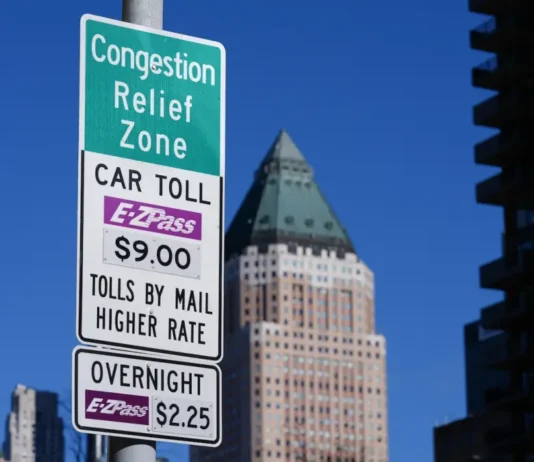 Congestion
Relief
Zone
CAR TOLL
E-ZPass
$9.00
TOLLS BY MAIL
HIGHER RATE
OVERNIGHT
E-ZPass $2.25